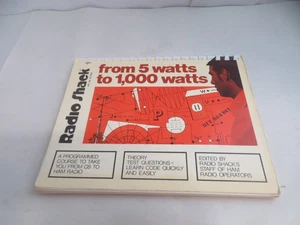 Radio Shack
from 5 watts
to 1,000 watts
11
A PROGRAMMED
COURSE TO TAKE
YOU FROM CB TO
HAM RADIO
THEORY
TEST QUESTIONS-
LEARN CODE QUICKLY
AND EASILY
EDITED BY
RADIO SHACK'S
STAFF OF HAM
RADIO OPERATORS